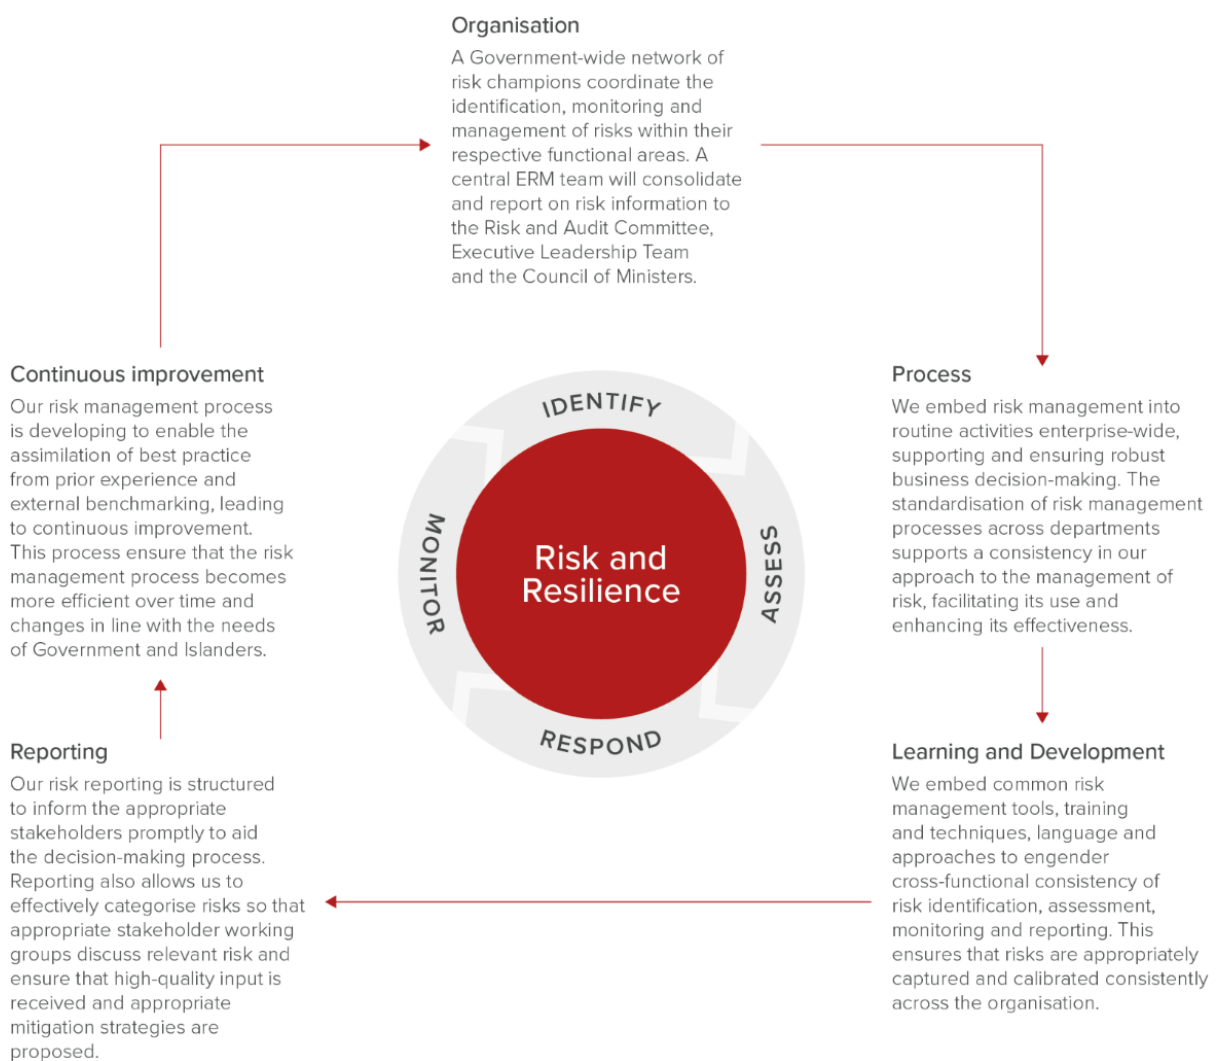 Organisation
A Government-wide network of
risk champions coordinate the
identification, monitoring and
management of risks within their
respective functional areas. A
central ERM team will consolidate
and report on risk information to
the Risk and Audit Committee,
Executive Leadership Team
and the Council of Ministers.
Process
We embed risk management into
routine activities enterprise-wide,
supporting and ensuring robust
business decision-making. The
standardisation of risk management
processes across departments
supports a consistency in our
approach to the management of
risk, facilitating its use and
enhancing its effectiveness.
Learning and Development
We embed common risk
management tools, training
and techniques, language and
approaches to engender
cross-functional consistency of
risk identification, assessment,
monitoring and reporting. This
ensures that risks are appropriately
captured and calibrated consistently
across the organisation.
Reporting
Our risk reporting is structured
to inform the appropriate
stakeholders promptly to aid
the decision-making process.
Reporting also allows us to
effectively categorise risks so that
appropriate stakeholder working
groups discuss relevant risk and
ensure that high-quality input is
received and appropriate
mitigation strategies are
proposed.
Continuous improvement
Our risk management process
is developing to enable the
assimilation of best practice
from prior experience and
external benchmarking, leading
to continuous improvement.
This process ensure that the risk
management process becomes
more efficient over time and
changes in line with the needs
of Government and Islanders.
IDENTIFY
ASSESS
RESPOND
MONITOR
Risk and
Resilience